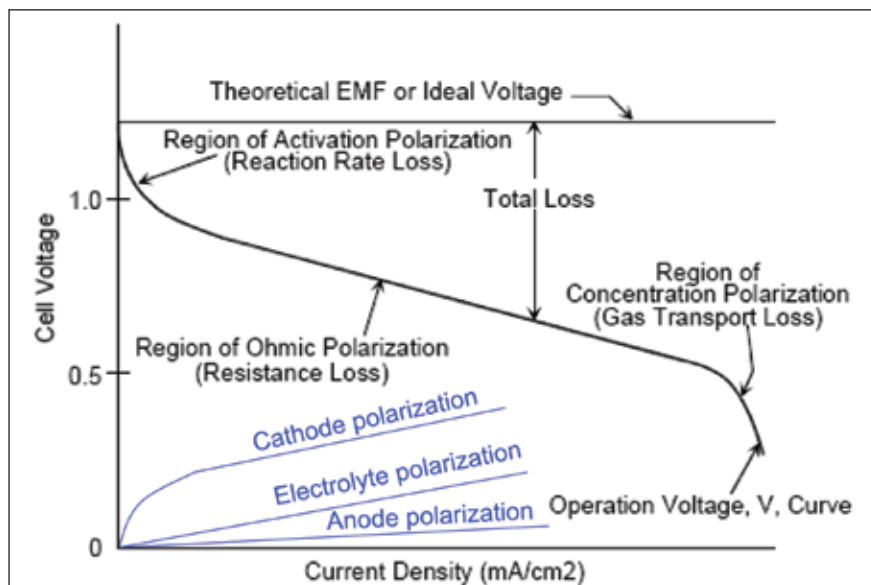 Theoretical EMF or Ideal Voltage
Region of Activation Polarization
(Reaction Rate Loss)
Total Loss
1.0
Cell Voltage
Region of
Concentration Polarization
(Gas Transport Loss)
Region of Ohmic Polarization
(Resistance Loss)
0.5
Cathode polarization
Electrolyte polarization
Anode polarization
Operation Voltage, V, Curve
0
Current Density (mA/cm2)